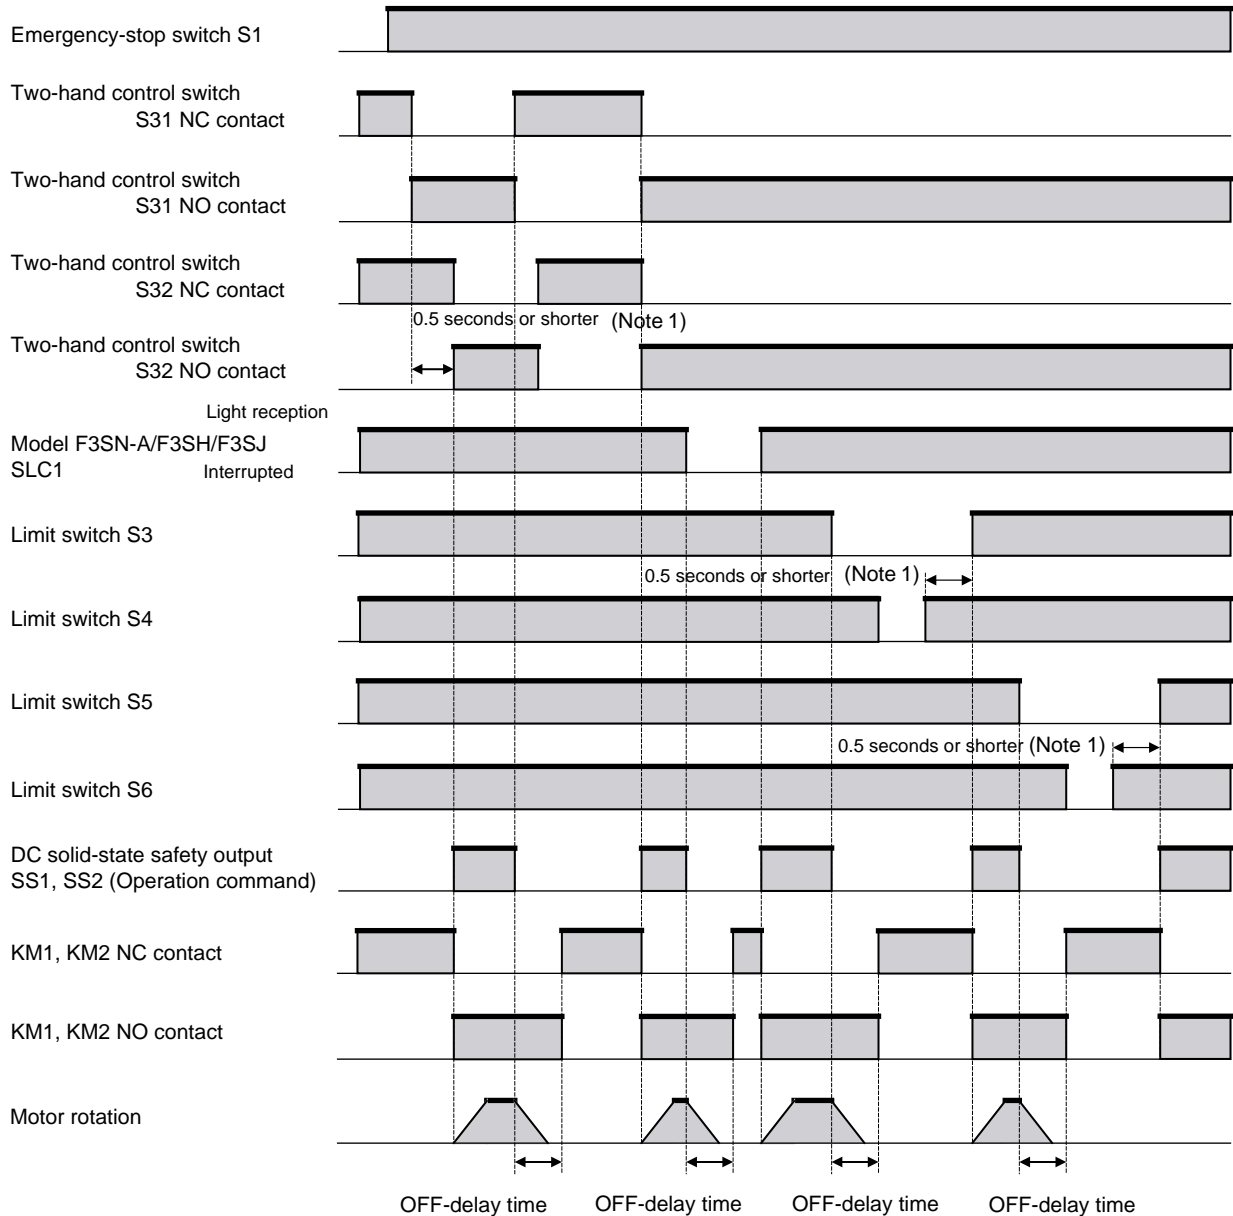 Emergency-stop switch S1
Two-hand control switch
S31 NC contact
Two-hand control switch
S31 NO contact
Two-hand control switch
S32 NC contact
0.5 seconds or shorter (Note 1)
Two-hand control switch
S32 NO contact
Light reception
Model F3SN-A/F3SH/F3SJ
SLC1 Interrupted
Limit switch S3
0.5 seconds or shorter (Note 1)
Limit switch S4
Limit switch S5
0.5 seconds or shorter (Note 1)
Limit switch S6
DC solid-state safety output
SS1, SS2 (Operation command)
KM1, KM2 NC contact
KM1, KM2 NO contact
Motor rotation
OFF-delay time OFF-delay time OFF-delay time OFF-delay time